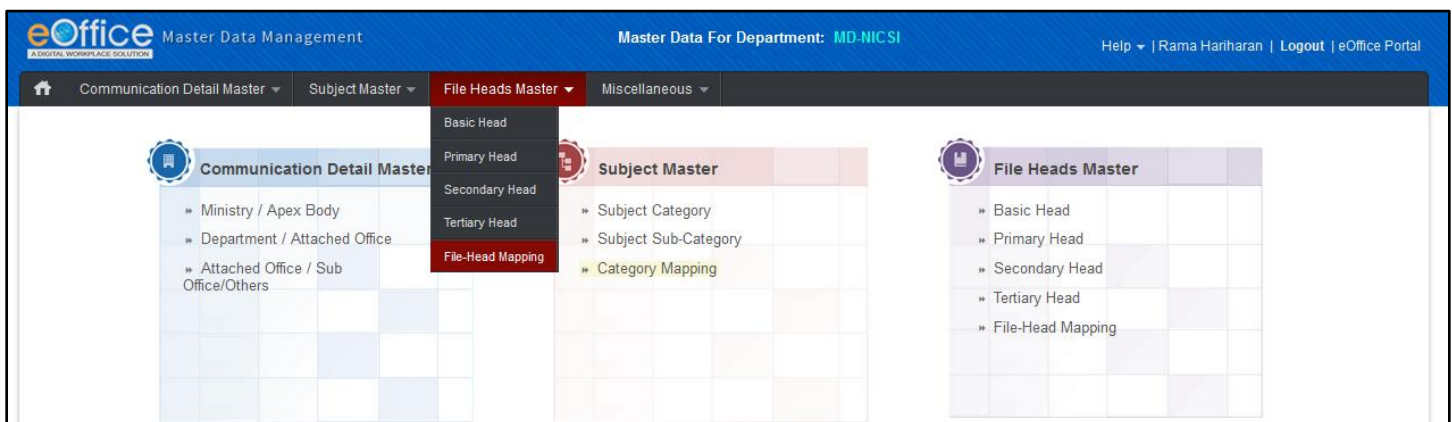 eOffice
A DIGITAL WORKPLACE SOLUTION
Master Data Management
Master Data For Department: MD-NICSI
Help | Rama Hariharan | Logout | eOffice Portal
Communication Detail Master
Subject Master
File Heads Master
Miscellaneous
Basic Head
Primary Head
Secondary Head
Tertiary Head
File-Head Mapping
Communication Detail Master
» Ministry / Apex Body
» Department / Attached Office
» Attached Office / Sub
Office/Others
Subject Master
» Subject Category
» Subject Sub-Category
» Category Mapping
File Heads Master
» Basic Head
» Primary Head
» Secondary Head
» Tertiary Head
» File-Head Mapping